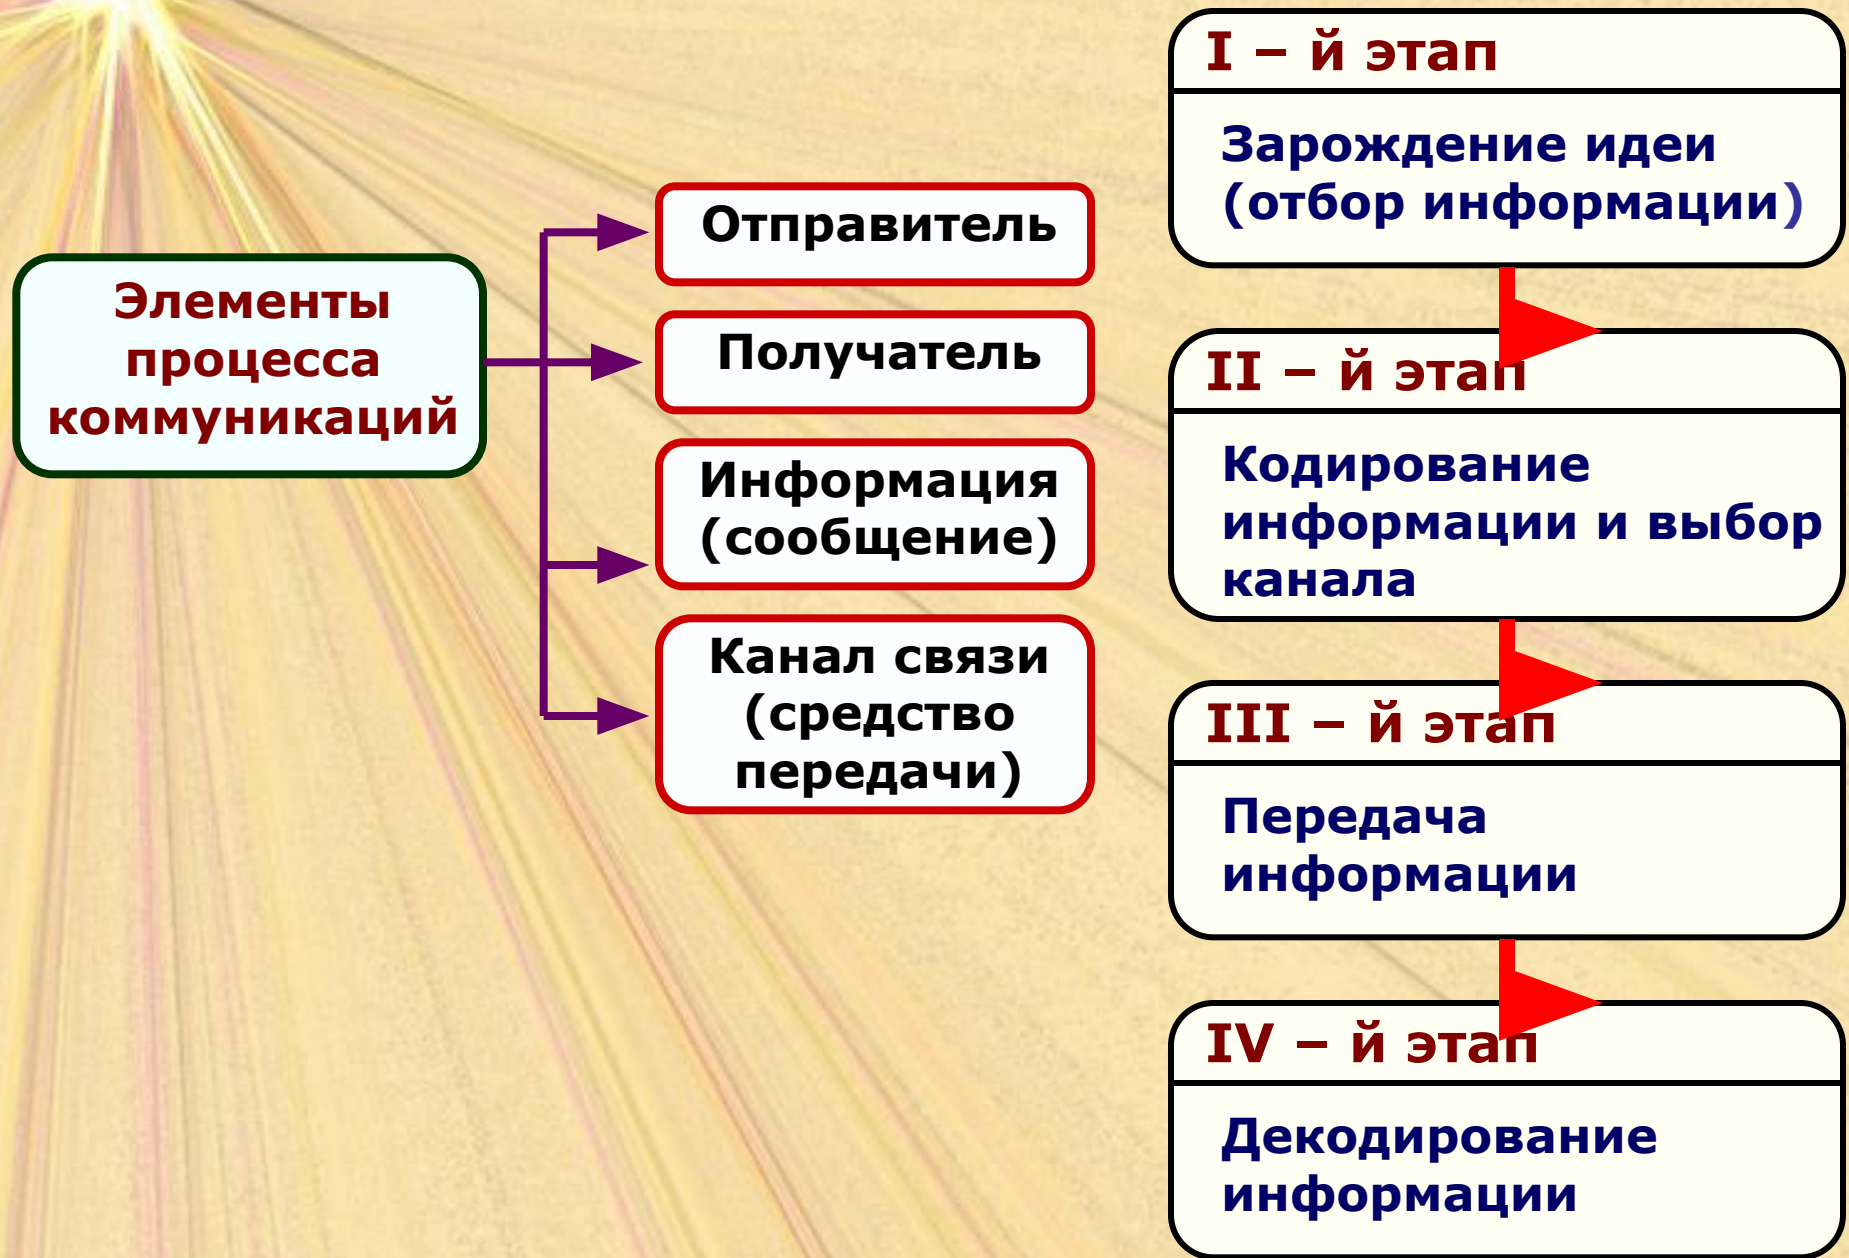 Элементы
процесса
коммуникаций
Отправитель
Получатель
Информация
(сообщение)
Канал связи
(средство
передачи)
I – й этап
Зарождение идеи
(отбор информации)
II – й этап
Кодирование
информации и выбор
канала
III – й этап
Передача
информации
IV – й этап
Декодирование
информации